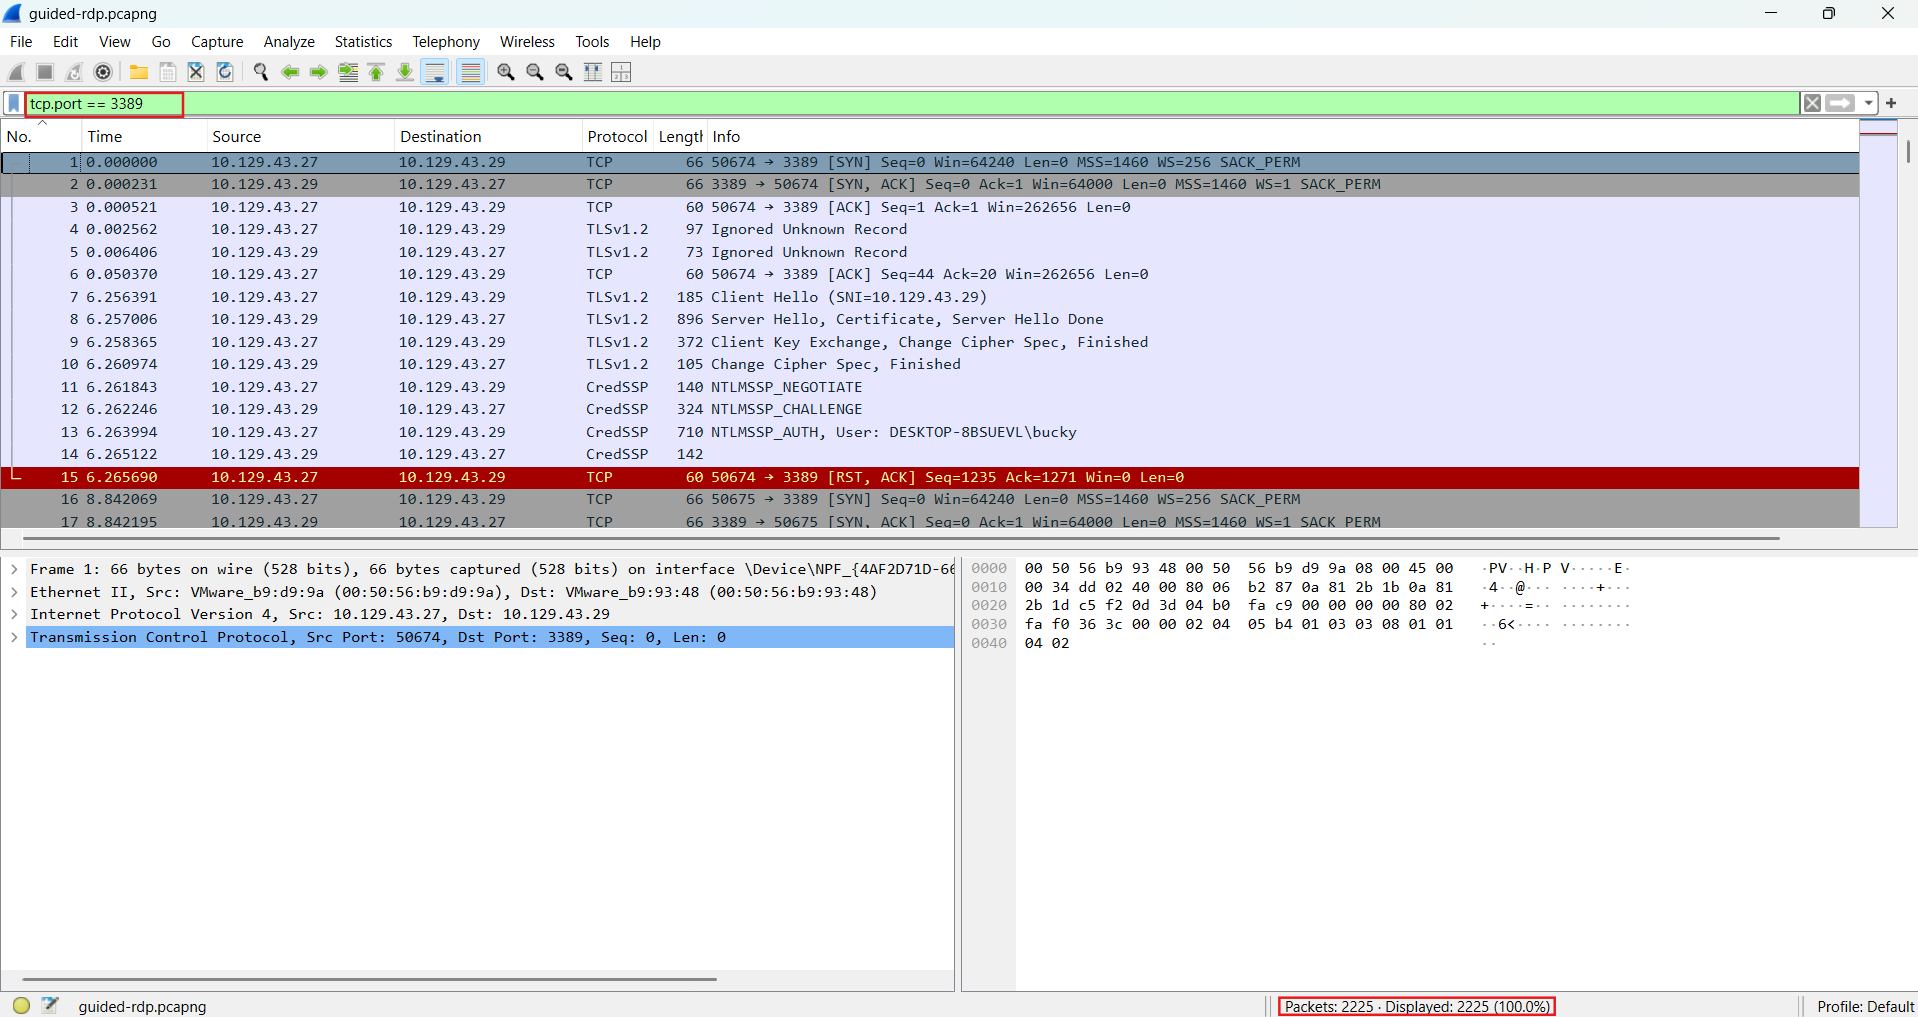 guided-rdp.pcapng
File Edit View Go Capture Analyze Statistics Telephony Wireless Tools Help
tcp.port == 3389
No. Time Source Destination Protocol Length Info
1 0.000000 10.129.43.27 10.129.43.29 TCP 66 50674 → 3389 [SYN] Seq=0 Win=64240 Len=0 MSS=1460 WS=256 SACK_PERM
2 0.000231 10.129.43.29 10.129.43.27 TCP 66 3389 → 50674 [SYN, ACK] Seq=0 Ack=1 Win=64000 Len=0 MSS=1460 WS=1 SACK_PERM
3 0.000521 10.129.43.27 10.129.43.29 TCP 60 50674 → 3389 [ACK] Seq=1 Ack=1 Win=262656 Len=0
4 0.002562 10.129.43.27 10.129.43.29 TLSv1.2 97 Ignored Unknown Record
5 0.006406 10.129.43.29 10.129.43.27 TLSv1.2 73 Ignored Unknown Record
6 0.050370 10.129.43.27 10.129.43.29 TCP 60 50674 → 3389 [ACK] Seq=44 Ack=20 Win=262656 Len=0
7 6.256391 10.129.43.27 10.129.43.29 TLSv1.2 185 Client Hello (SNI=10.129.43.29)
8 6.257006 10.129.43.29 10.129.43.27 TLSv1.2 896 Server Hello, Certificate, Server Hello Done
9 6.258365 10.129.43.27 10.129.43.29 TLSv1.2 372 Client Key Exchange, Change Cipher Spec, Finished
10 6.260974 10.129.43.29 10.129.43.27 TLSv1.2 105 Change Cipher Spec, Finished
11 6.261843 10.129.43.27 10.129.43.29 CredSSP 140 NTLMSSP_NEGOTIATE
12 6.262246 10.129.43.29 10.129.43.27 CredSSP 324 NTLMSSP_CHALLENGE
13 6.263994 10.129.43.27 10.129.43.29 CredSSP 710 NTLMSSP_AUTH, User: DESKTOP-8BSUEVL\bucky
14 6.265122 10.129.43.29 10.129.43.27 CredSSP 142
15 6.265690 10.129.43.27 10.129.43.29 TCP 60 50674 → 3389 [RST, ACK] Seq=1235 Ack=1271 Win=0 Len=0
16 8.842069 10.129.43.27 10.129.43.29 TCP 66 50675 → 3389 [SYN] Seq=0 Win=64240 Len=0 MSS=1460 WS=256 SACK_PERM
17 8.842195 10.129.43.29 10.129.43.27 TCP 66 3389 → 50675 [SYN, ACK] Seq=0 Ack=1 Win=64000 Len=0 MSS=1460 WS=1 SACK_PERM
Frame 1: 66 bytes on wire (528 bits), 66 bytes captured (528 bits) on interface \Device\NPF_{4AF2D71D-66
Ethernet II, Src: VMware_b9:d9:9a (00:50:56:b9:d9:9a), Dst: VMware_b9:93:48 (00:50:56:b9:93:48)
Internet Protocol Version 4, Src: 10.129.43.27, Dst: 10.129.43.29
Transmission Control Protocol, Src Port: 50674, Dst Port: 3389, Seq: 0, Len: 0
0000 00 50 56 b9 93 48 00 50 56 b9 d9 9a 08 00 45 00 ·PV··H·P V·····E·
0010 00 34 dd 02 40 00 80 06 b2 87 0a 81 2b 1b 0a 81 ·4··@··· ····+···
0020 2b 1d c5 f2 0d 3d 04 b0 fa c9 00 00 00 00 80 02 +····=·· ········
0030 fa f0 36 3c 00 00 02 04 05 b4 01 03 03 08 01 01 ··6<···· ········
0040 04 02 ··
guided-rdp.pcapng
Packets: 2225 · Displayed: 2225 (100.0%)
Profile: Default